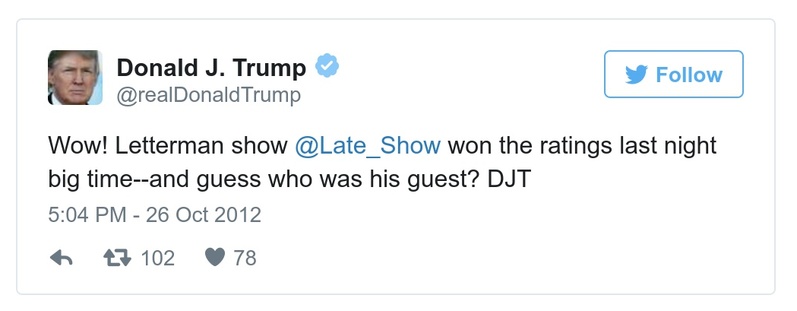 Donald J. Trump
@realDonaldTrump
Follow
Wow! Letterman show @Late_Show won the ratings last night
big time--and guess who was his guest? DJT
5:04 PM - 26 Oct 2012
102 78